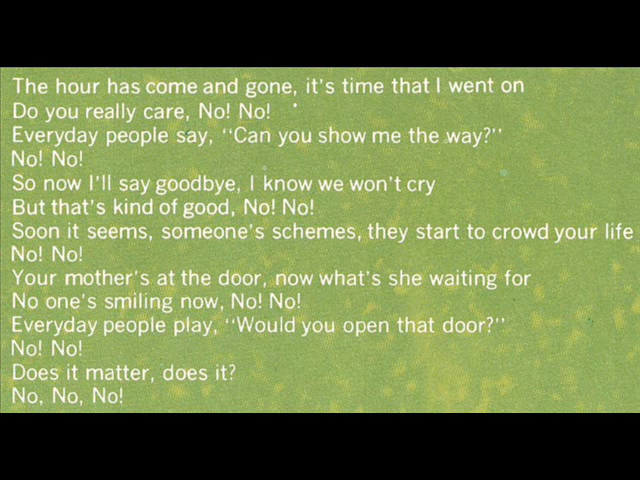 The hour has come and gone, it's time that I went on
Do you really care, No! No!
Everyday people say, "Can you show me the way?"
No! No!
So now I'll say goodbye, I know we won't cry
But that's kind of good, No! No!
Soon it seems, someone's schemes, they start to crowd your life
No! No!
Your mother's at the door, now what's she waiting for
No one's smiling now, No! No!
Everyday people play, "Would you open that door?"
No! No!
Does it matter, does it?
No, No, No!